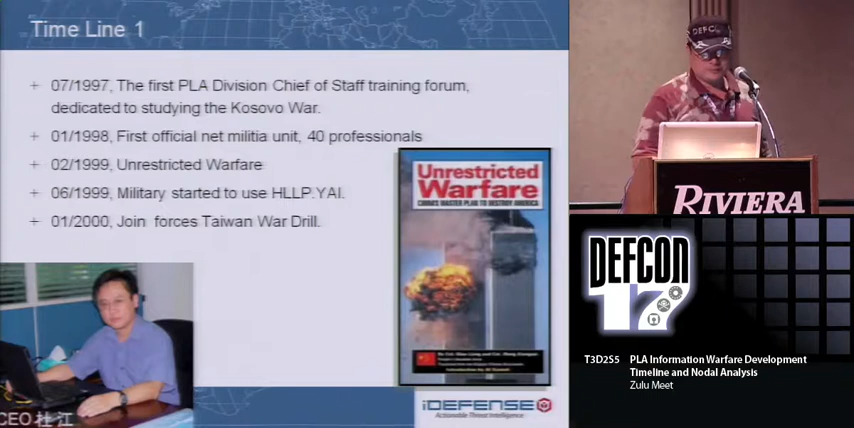 Time Line 1
+ 07/1997, The first PLA Division Chief of Staff training forum,
dedicated to studying the Kosovo War.
+ 01/1998, First official net militia unit, 40 professionals
+ 02/1999, Unrestricted Warfare
+ 06/1999, Military started to use HLLP.YAI.
+ 01/2000, Join forces Taiwan War Drill.
Unrestricted
Warfare
CHINA'S MASTER PLAN TO DESTROY AMERICA
CEO 杜 江
iDEFENSE
Actionable Threat Intelligence
DEFCON
RIVIERA
DEFCON
17
T3D2S5 PLA Information Warfare Development
Timeline and Nodal Analysis
Zulu Meet